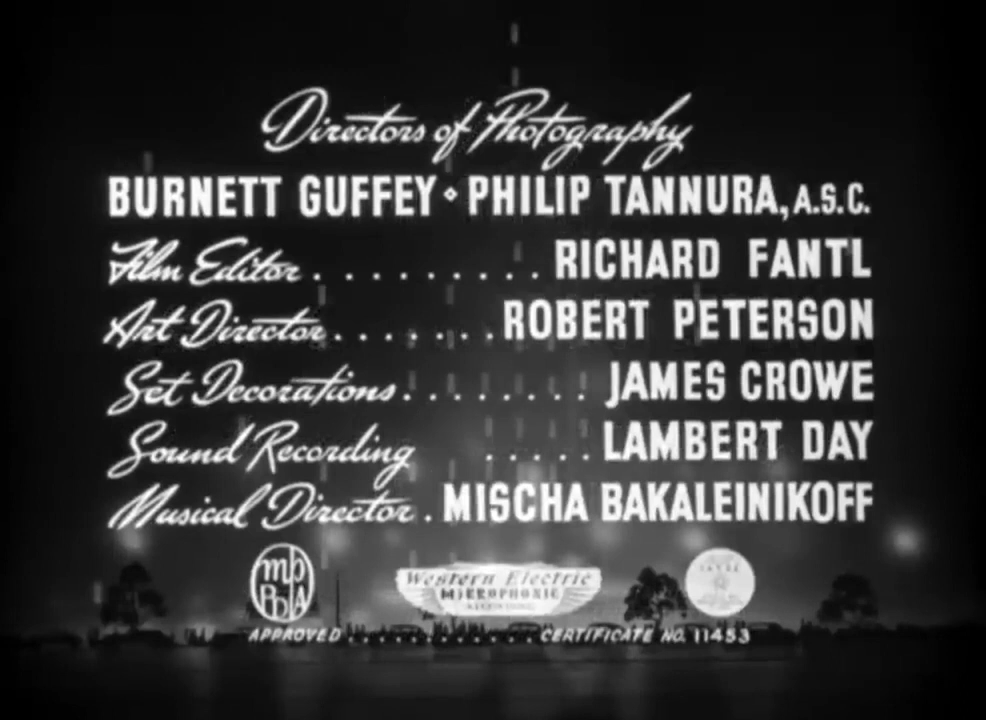 Directors of Photography
BURNETT GUFFEY ⋄ PHILIP TANNURA, A.S.C.
Film Editor . . . . . . . . . . RICHARD FANTL
Art Director . . . . . . . ROBERT PETERSON
Set Decorations . . . . . . . . JAMES CROWE
Sound Recording . . . . . LAMBERT DAY
Musical Director . MISCHA BAKALEINIKOFF
Western Electric
MIRROPHONIC
APPROVED . . . . . . . . . . . . CERTIFICATE NO. 11453